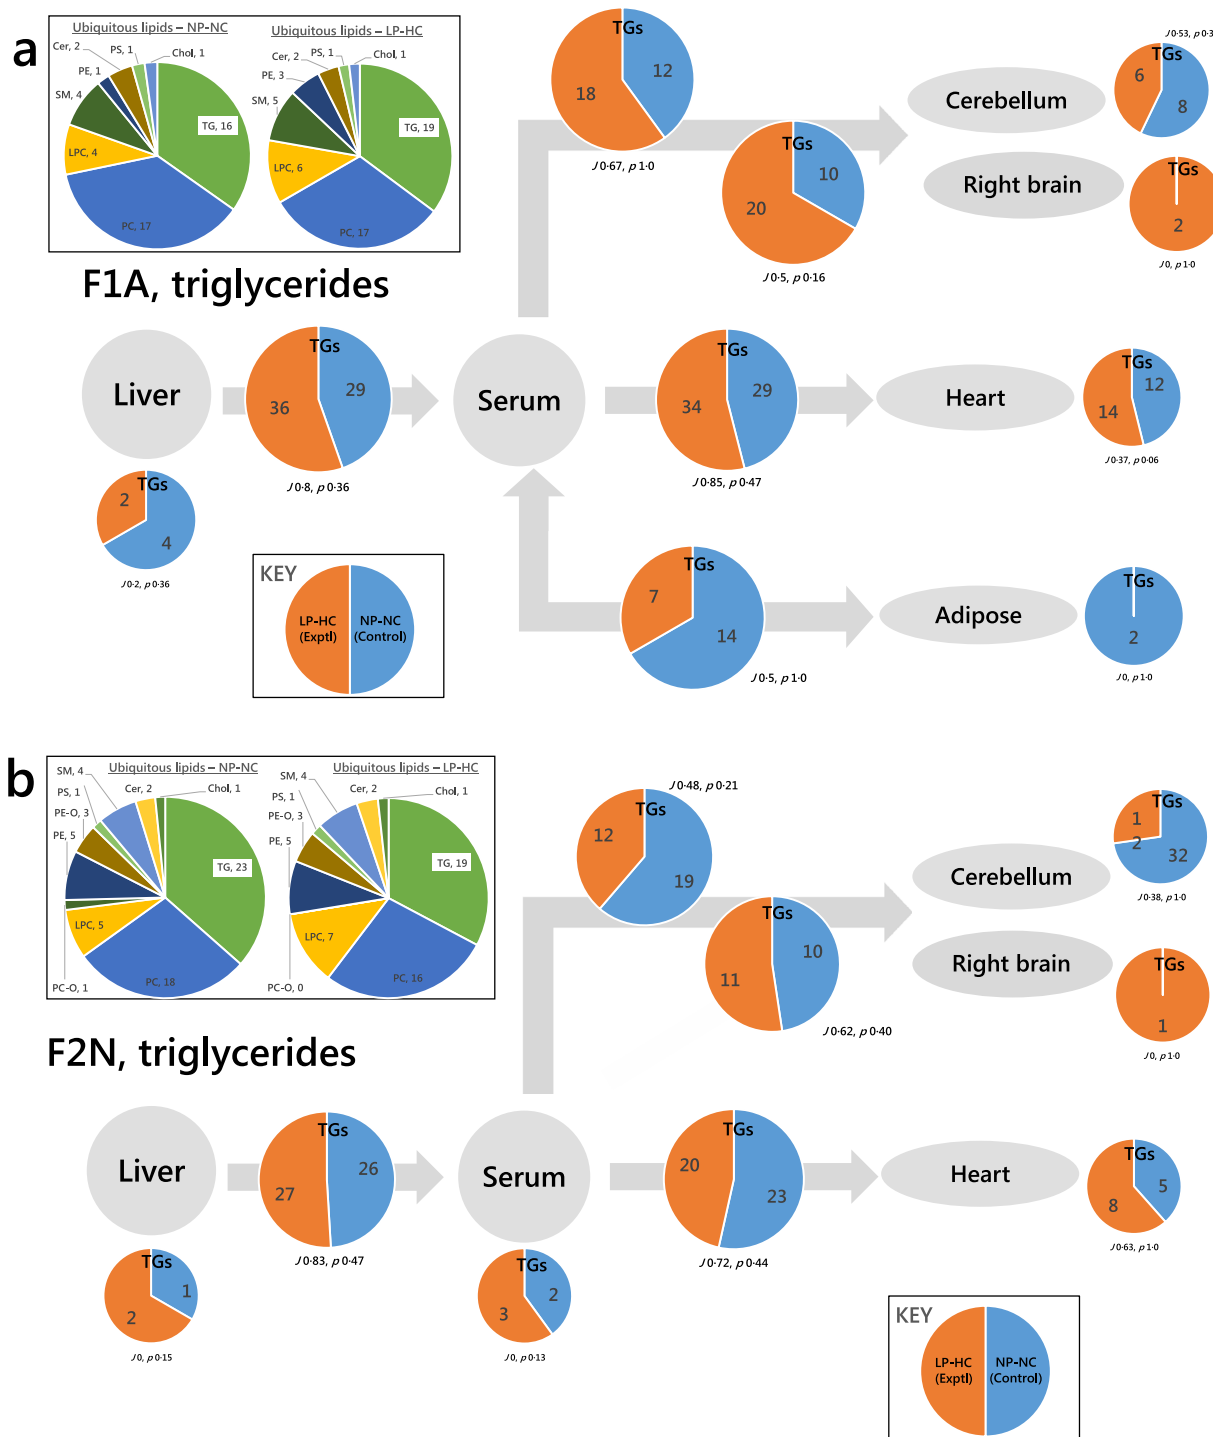 a
Ubiquitous lipids – NP-NC
Ubiquitous lipids – LP-HC
Cer, 2
PS, 1
Chol, 1
PE, 1
SM, 4
LPC, 4
PC, 17
TG, 16
Cer, 2
PS, 1
Chol, 1
PE, 3
SM, 5
LPC, 6
PC, 17
TG, 19
TGs
18
12
J 0·67, p 1·0
TGs
20
10
J 0·5, p 0·16
Cerebellum
J 0·53, p 0·3
TGs
6
8
Right brain
TGs
2
J 0, p 1·0
F1A, triglycerides
Liver
TGs
36
29
J 0·8, p 0·36
Serum
TGs
34
29
J 0·85, p 0·47
Heart
TGs
14
12
J 0·37, p 0·06
TGs
2
4
J 0·2, p 0·36
KEY
LP-HC
(Exptl)
NP-NC
(Control)
TGs
7
14
J 0·5, p 1·0
Adipose
TGs
2
J 0, p 1·0
b
Ubiquitous lipids – NP-NC
Ubiquitous lipids – LP-HC
SM, 4
Cer, 2
Chol, 1
PS, 1
PE-O, 3
PE, 5
LPC, 5
PC-O, 1
PC, 18
TG, 23
SM, 4
Cer, 2
Chol, 1
PS, 1
PE-O, 3
PE, 5
LPC, 7
PC-O, 0
PC, 16
TG, 19
J 0·48, p 0·21
TGs
12
19
TGs
11
10
J 0·62, p 0·40
Cerebellum
TGs
1
2
32
J 0·38, p 1·0
Right brain
TGs
1
J 0, p 1·0
F2N, triglycerides
Liver
TGs
27
26
J 0·83, p 0·47
Serum
TGs
20
23
J 0·72, p 0·44
Heart
TGs
8
5
J 0·63, p 1·0
TGs
2
1
J 0, p 0·15
TGs
3
2
J 0, p 0·13
KEY
LP-HC
(Exptl)
NP-NC
(Control)